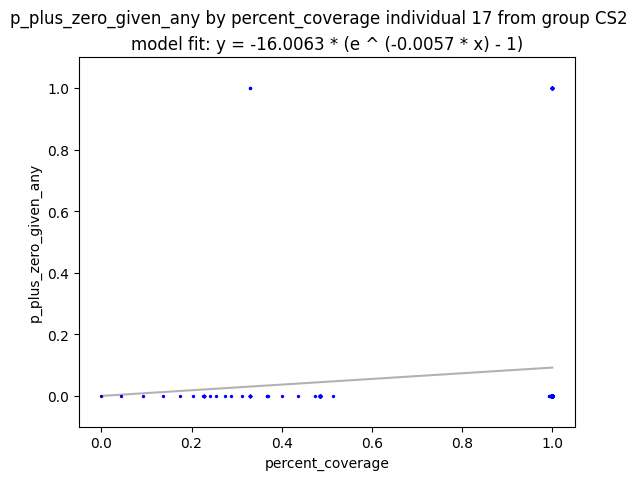 p_plus_zero_given_any by percent_coverage individual 17 from group CS2
model fit: y = -16.0063 * (e ^ (-0.0057 * x) - 1)
1.0
0.8
0.6
0.4
0.2
0.0
p_plus_zero_given_any
0.0 0.2 0.4 0.6 0.8 1.0
percent_coverage